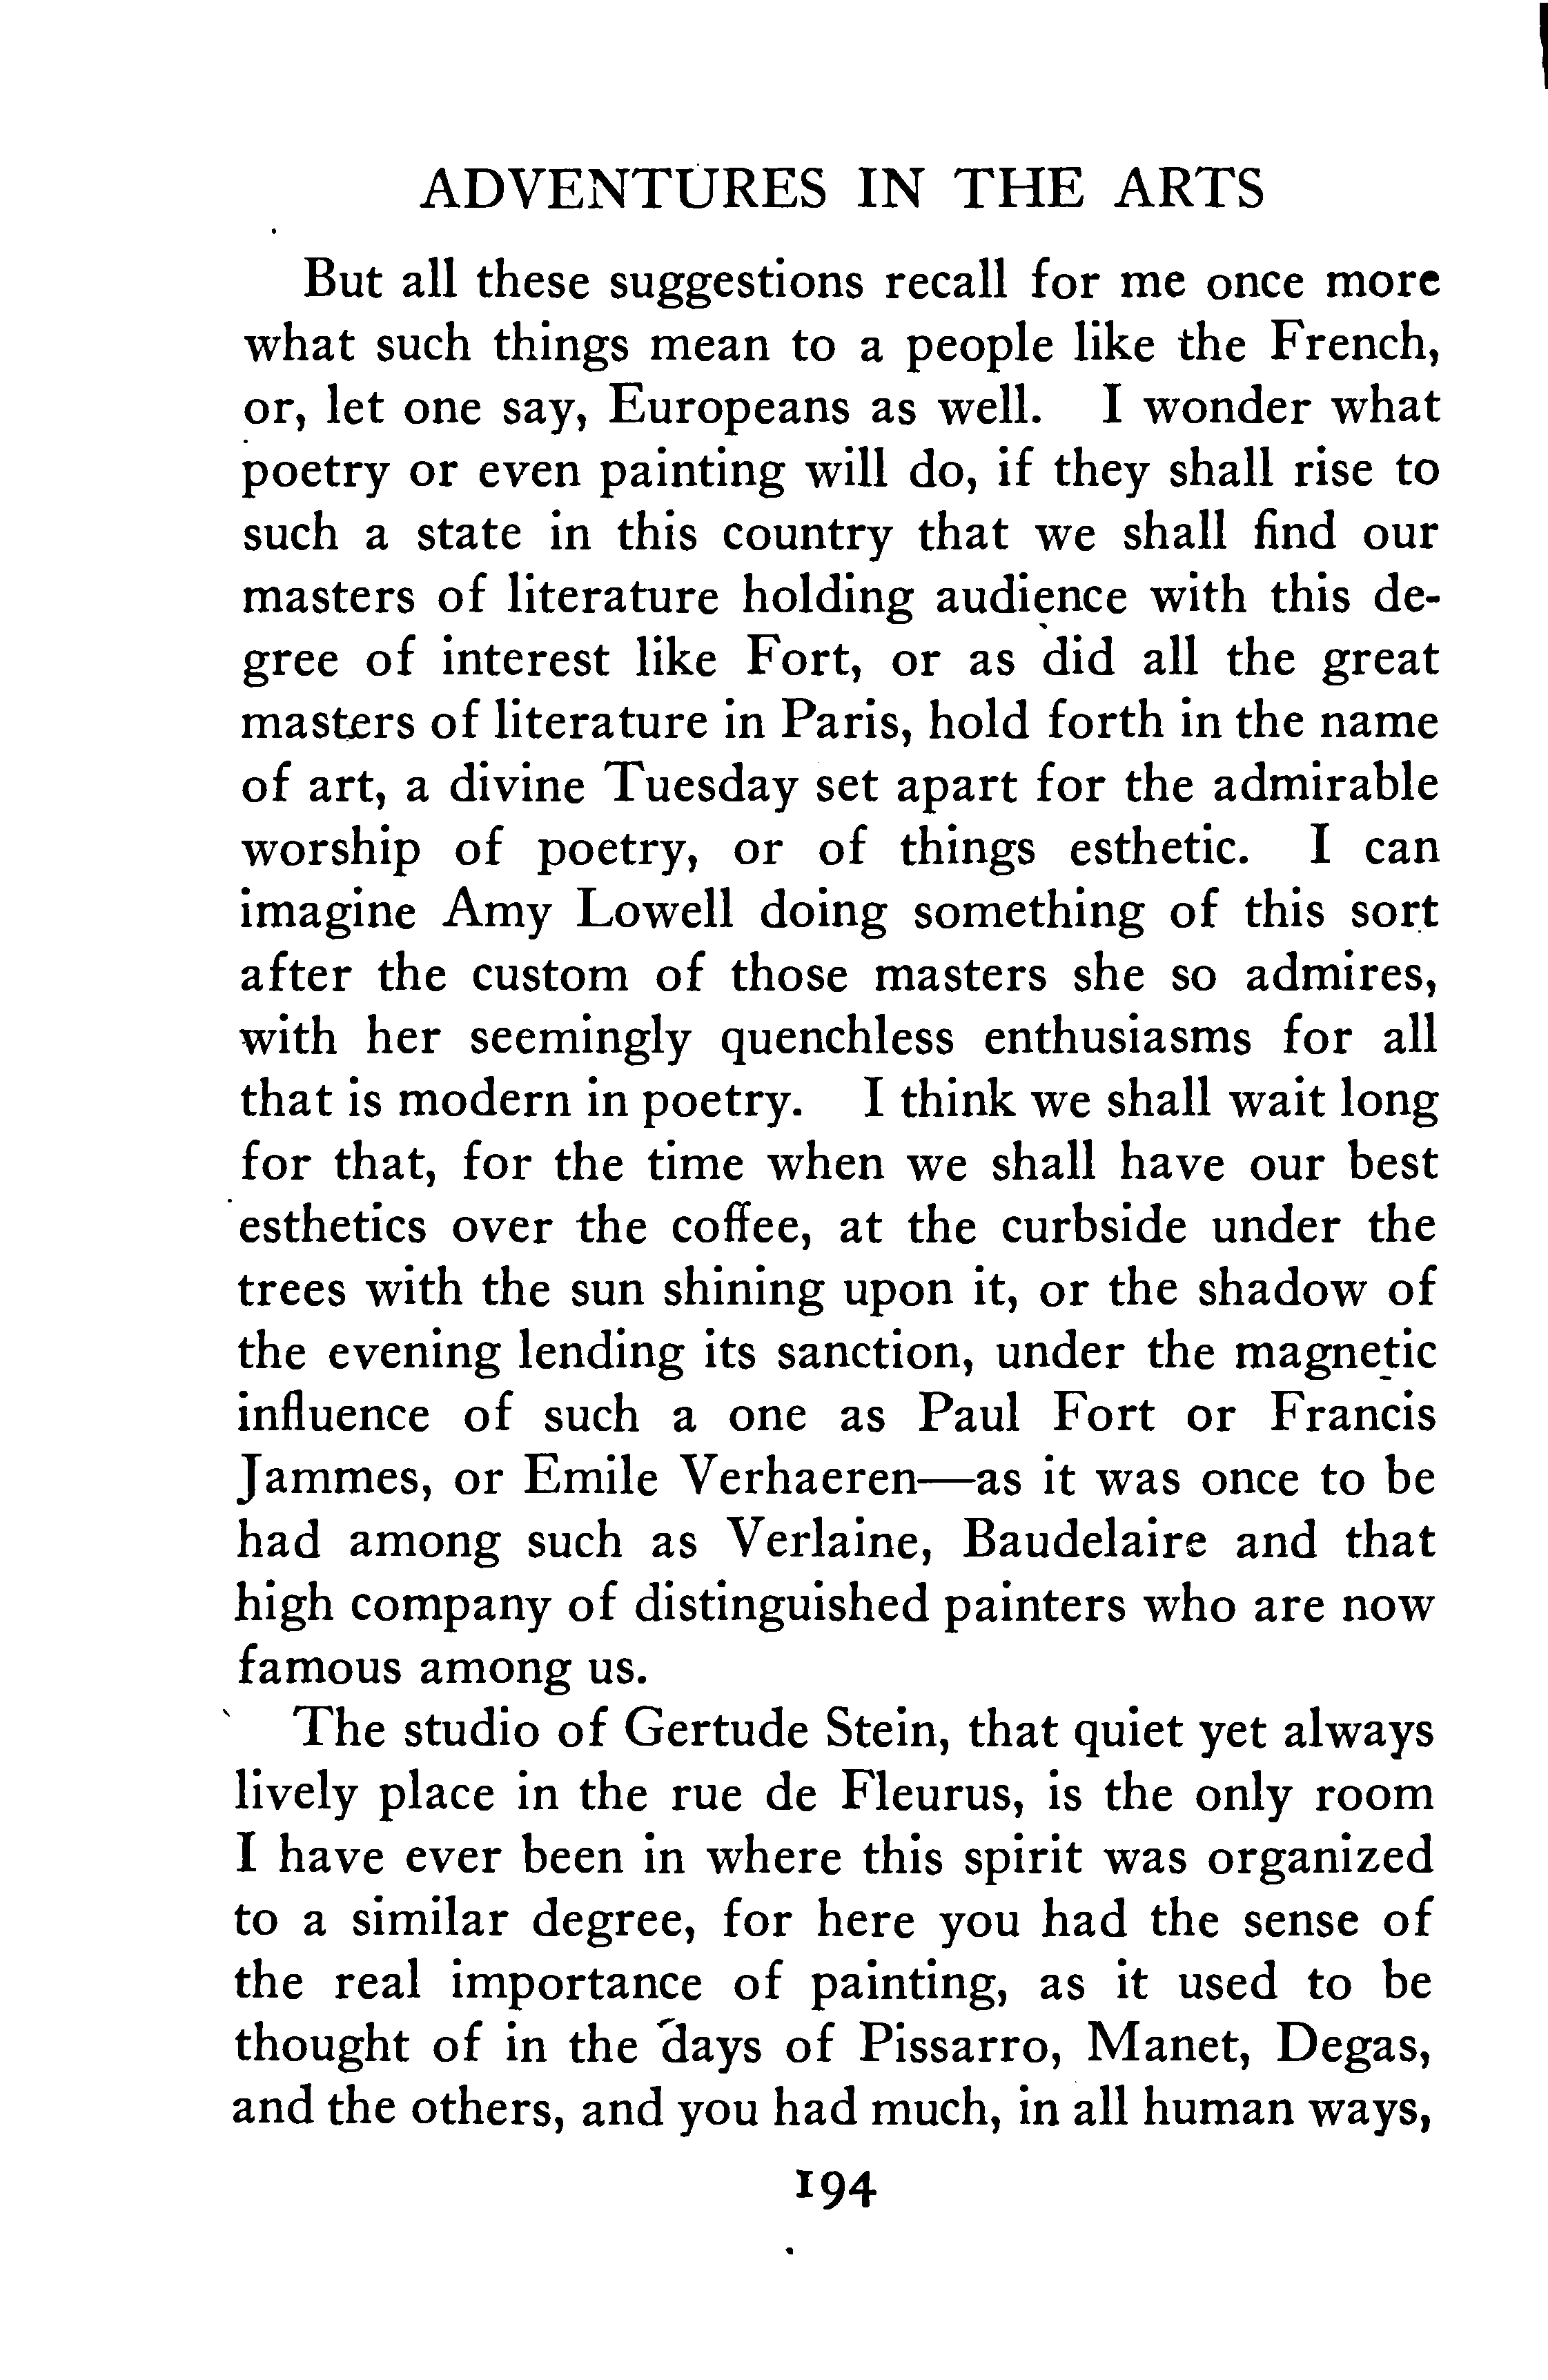 ADVENTURES IN THE ARTS
But all these suggestions recall for me once more
what such things mean to a people like the French,
or, let one say, Europeans as well. I wonder what
poetry or even painting will do, if they shall rise to
such a state in this country that we shall find our
masters of literature holding audience with this de-
gree of interest like Fort, or as did all the great
masters of literature in Paris, hold forth in the name
of art, a divine Tuesday set apart for the admirable
worship of poetry, or of things esthetic. I can
imagine Amy Lowell doing something of this sort
after the custom of those masters she so admires,
with her seemingly quenchless enthusiasms for all
that is modern in poetry. I think we shall wait long
for that, for the time when we shall have our best
esthetics over the coffee, at the curbside under the
trees with the sun shining upon it, or the shadow of
the evening lending its sanction, under the magnetic
influence of such a one as Paul Fort or Francis
Jammes, or Emile Verhaeren—as it was once to be
had among such as Verlaine, Baudelaire and that
high company of distinguished painters who are now
famous among us.
The studio of Gertude Stein, that quiet yet always
lively place in the rue de Fleurus, is the only room
I have ever been in where this spirit was organized
to a similar degree, for here you had the sense of
the real importance of painting, as it used to be
thought of in the days of Pissarro, Manet, Degas,
and the others, and you had much, in all human ways,
194